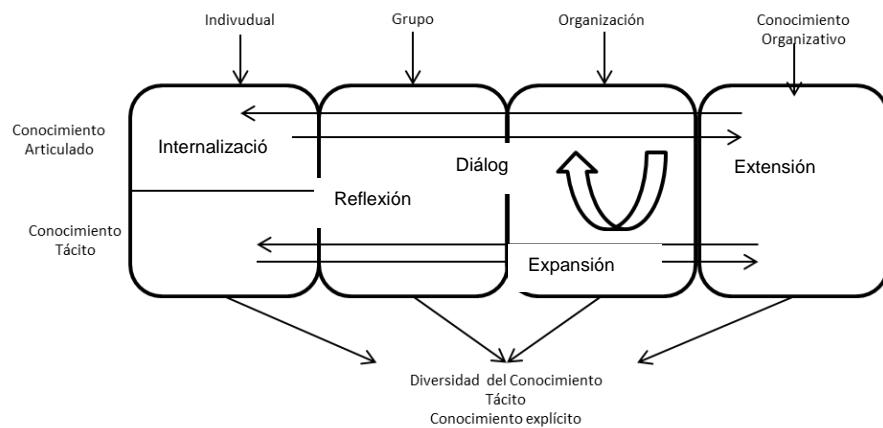 Indivudual
Grupo
Organización
Conocimiento
Organizativo
Conocimiento
Articulado
Internalizació
Diálog
Extensión
Reflexión
Conocimiento
Tácito
Expansión
Diversidad del Conocimiento
Tácito
Conocimiento explícito